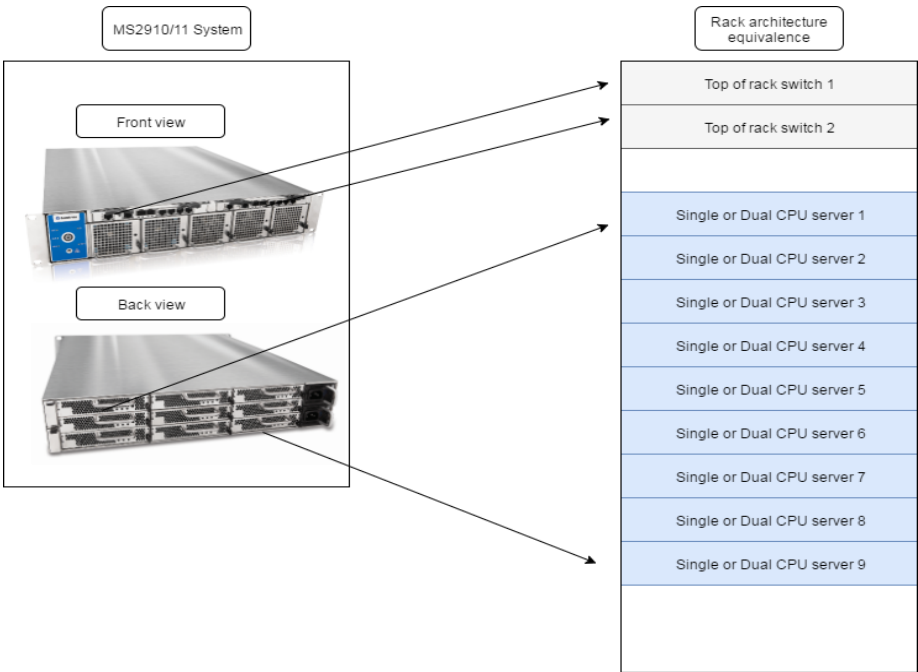 MS2910/11 System
Rack architecture
equivalence
Front view
Back view
Top of rack switch 1
Top of rack switch 2
Single or Dual CPU server 1
Single or Dual CPU server 2
Single or Dual CPU server 3
Single or Dual CPU server 4
Single or Dual CPU server 5
Single or Dual CPU server 6
Single or Dual CPU server 7
Single or Dual CPU server 8
Single or Dual CPU server 9